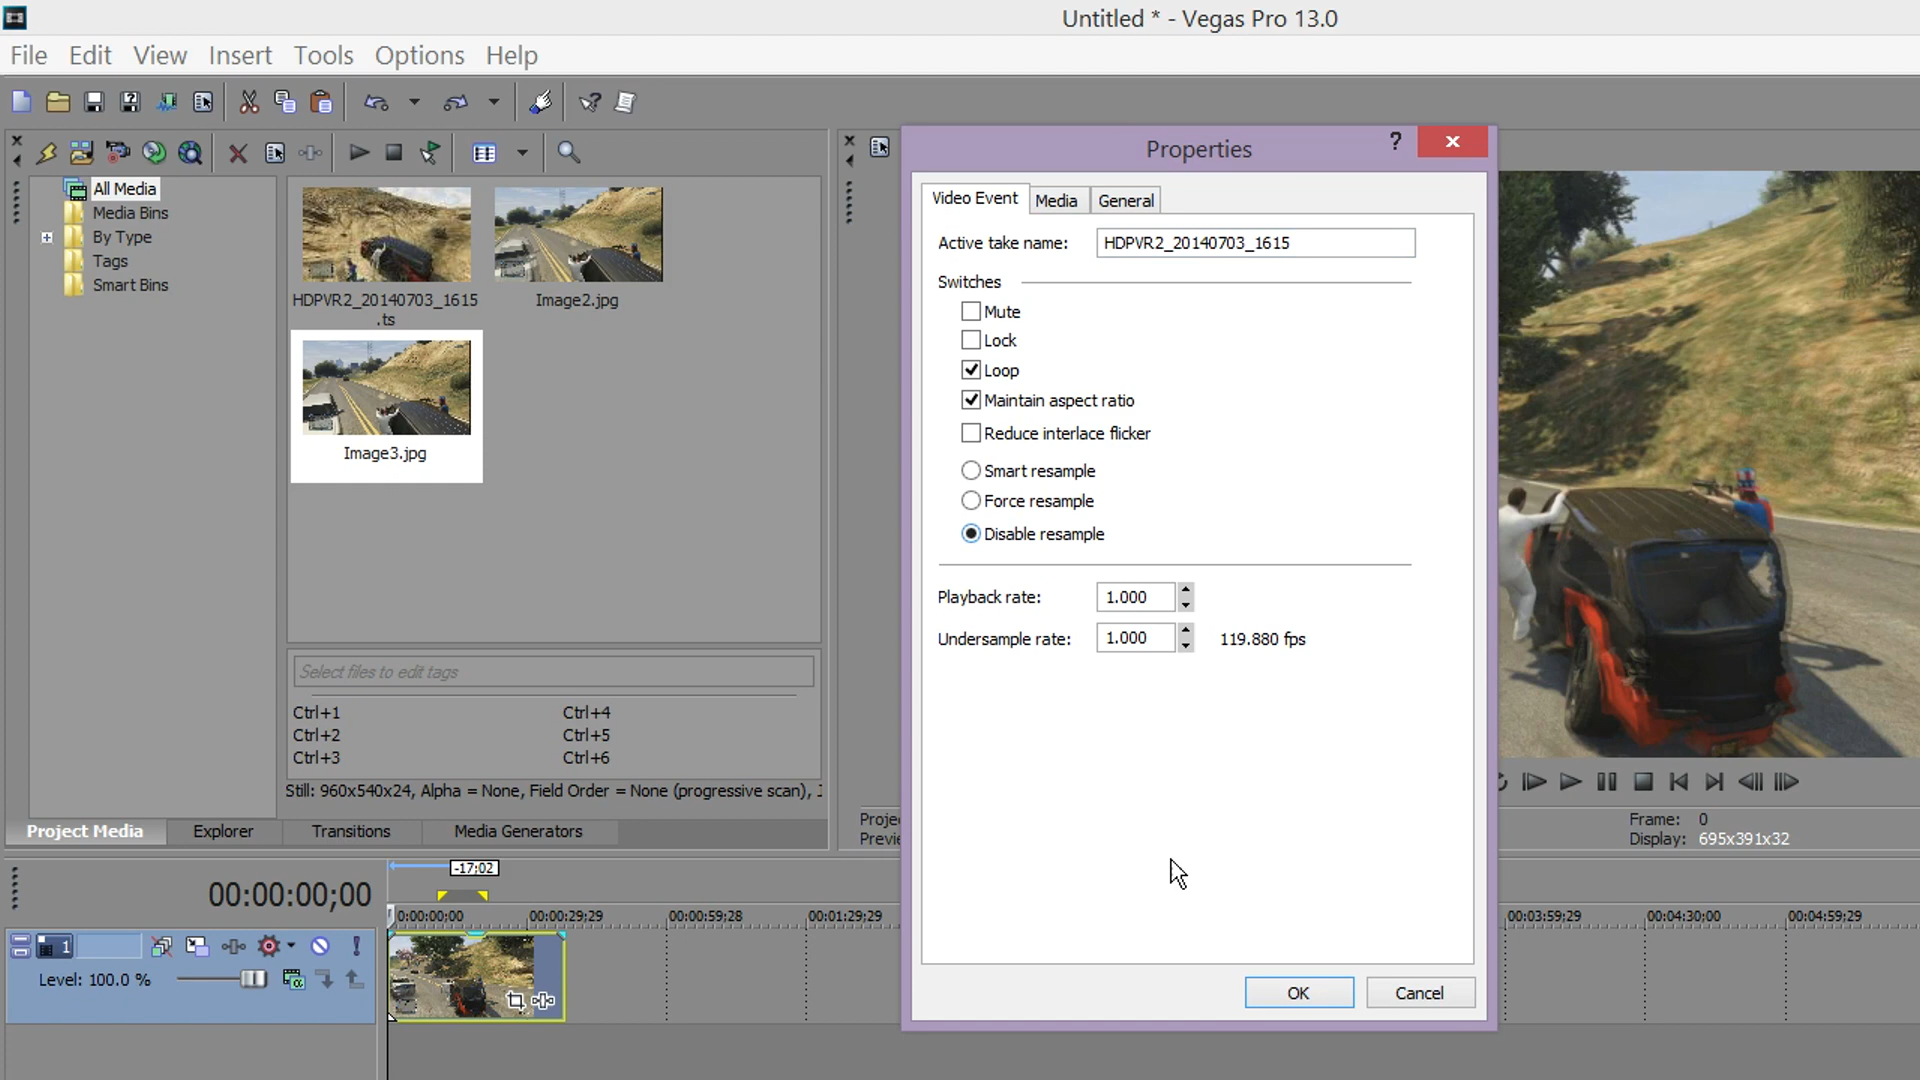 Untitled * - Vegas Pro 13.0
File Edit View Insert Tools Options Help
Properties
?
All Media
Media Bins
By Type
Tags
Smart Bins
HDPVR2_20140703_1615
.ts
Image2.jpg
Image3.jpg
Select files to edit tags
Ctrl+1 Ctrl+4
Ctrl+2 Ctrl+5
Ctrl+3 Ctrl+6
Still: 960x540x24, Alpha = None, Field Order = None (progressive scan),
Project Media Explorer Transitions Media Generators
Video Event Media General
Active take name: HDPVR2_20140703_1615
Switches
Mute
Lock
Loop
Maintain aspect ratio
Reduce interlace flicker
Smart resample
Force resample
Disable resample
Playback rate: 1.000
Undersample rate: 1.000 119.880 fps
OK Cancel
Proje
Previe
Frame: 0
Display: 695x391x32
-17;02
00:00:00;00
0:00:00;00 00:00:29;29 00:00:59;28 00:01:29;29 00:03:59;29 00:04:30;00 00:04:59;29
1
Level: 100.0 %